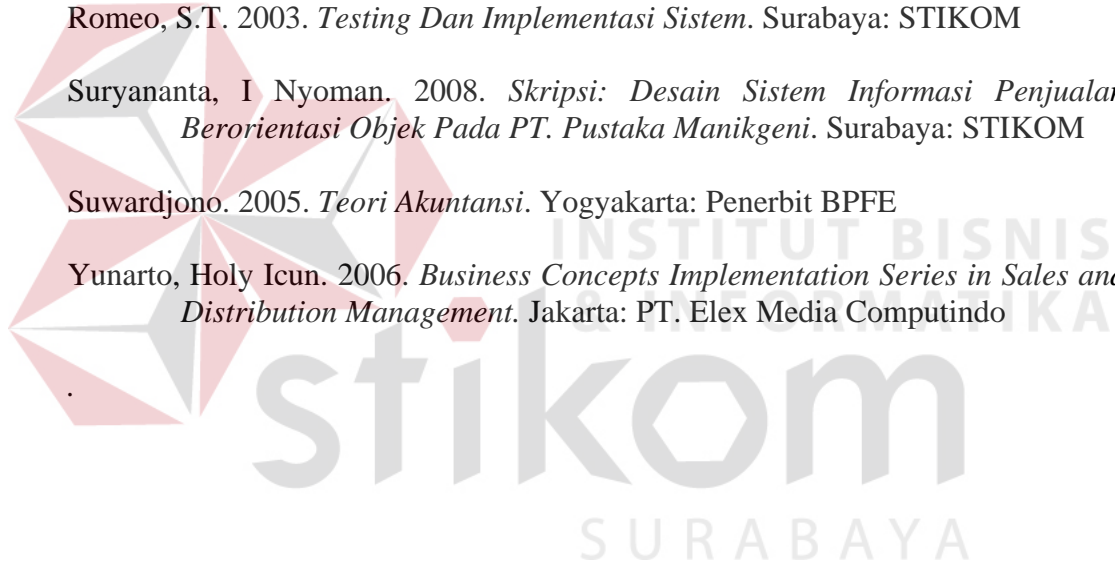 Romeo, S.T. 2003. Testing Dan Implementasi Sistem. Surabaya: STIKOM
Suryananta, I Nyoman. 2008. Skripsi: Desain Sistem Informasi Penjualan
Berorientasi Objek Pada PT. Pustaka Manikgeni. Surabaya: STIKOM
Suwardjono. 2005. Teori Akuntansi. Yogyakarta: Penerbit BPFE
INSTITUT BISNIS
Yunarto, Holy Icun. 2006. Business Concepts Implementation Series in Sales and
Distribution Management. Jakarta: PT. Elex Media Computindo
& INFORMATIKA
.
stikom
SURABAYA